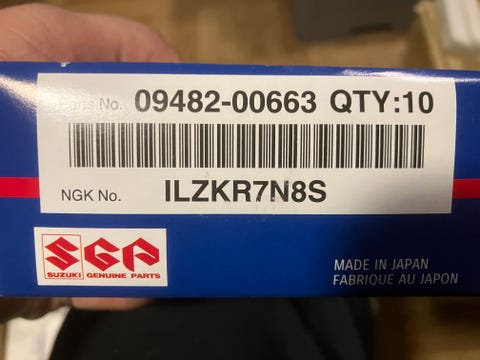 Parts No. 09482-00663 QTY:10
NGK No. ILZKR7N8S
SGP
SUZUKI GENUINE PARTS
MADE IN JAPAN
FABRIQUE AU JAPON